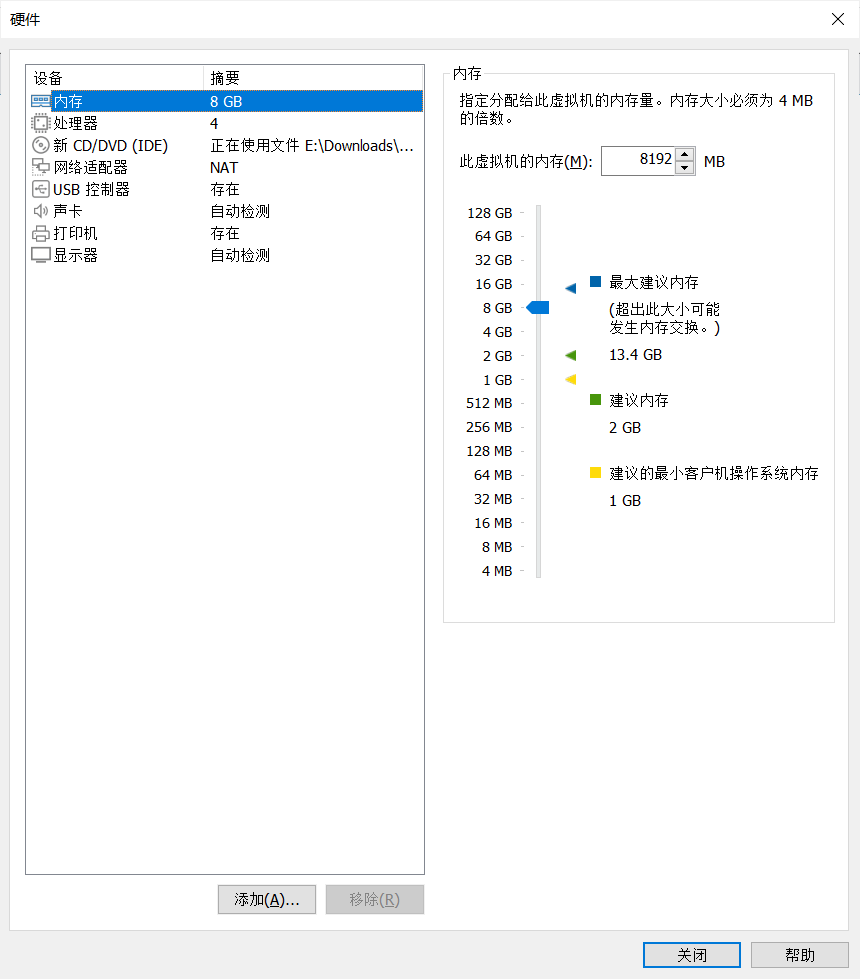 硬件
设备 摘要
内存 8 GB
处理器 4
新 CD/DVD (IDE) 正在使用文件 E:\Downloads\...
网络适配器 NAT
USB 控制器 存在
声卡 自动检测
打印机 存在
显示器 自动检测
添加(A)... 移除(R)
内存
指定分配给此虚拟机的内存量。内存大小必须为 4 MB
的倍数。
此虚拟机的内存(M): 8192 MB
128 GB
64 GB
32 GB
16 GB
8 GB
4 GB
2 GB
1 GB
512 MB
256 MB
128 MB
64 MB
32 MB
16 MB
8 MB
4 MB
最大建议内存
(超出此大小可能
发生内存交换。)
13.4 GB
建议内存
2 GB
建议的最小客户机操作系统内存
1 GB
关闭 帮助